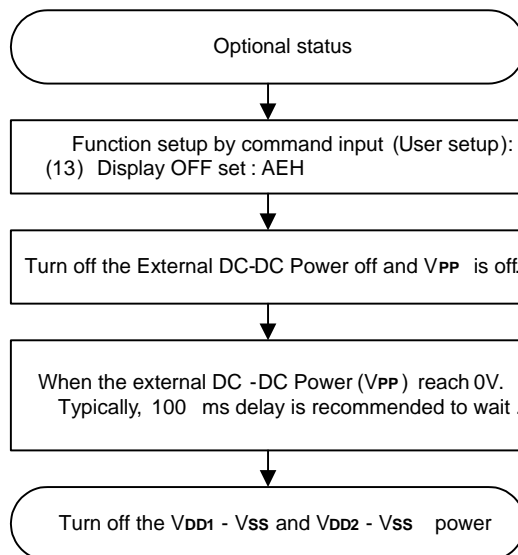 Optional status
Function setup by command input (User setup):
(13) Display OFF set : AEH
Turn off the External DC-DC Power off and VPP is off.
When the external DC -DC Power (VPP) reach 0V.
Typically, 100 ms delay is recommended to wait .
Turn off the VDD1 - VSS and VDD2 - VSS power